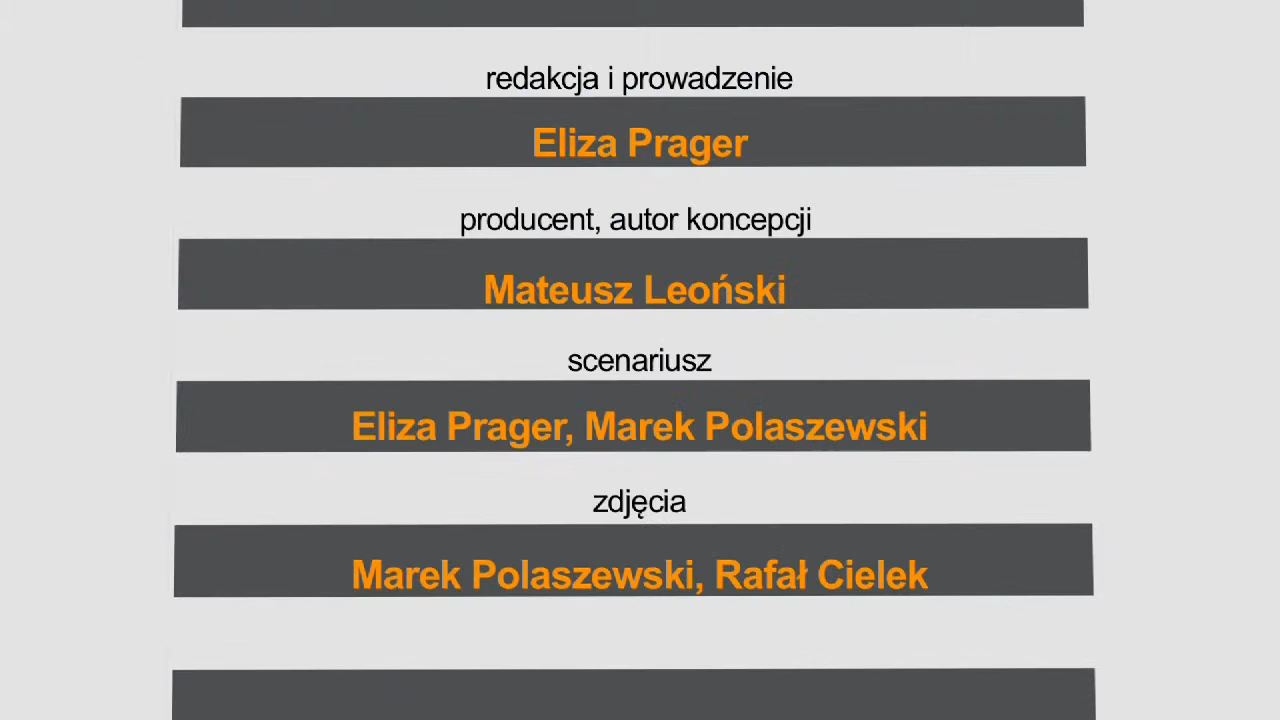 redakcja i prowadzenie
Eliza Prager
producent, autor koncepcji
Mateusz Leoński
scenariusz
Eliza Prager, Marek Polaszewski
zdjęcia
Marek Polaszewski, Rafał Cielek